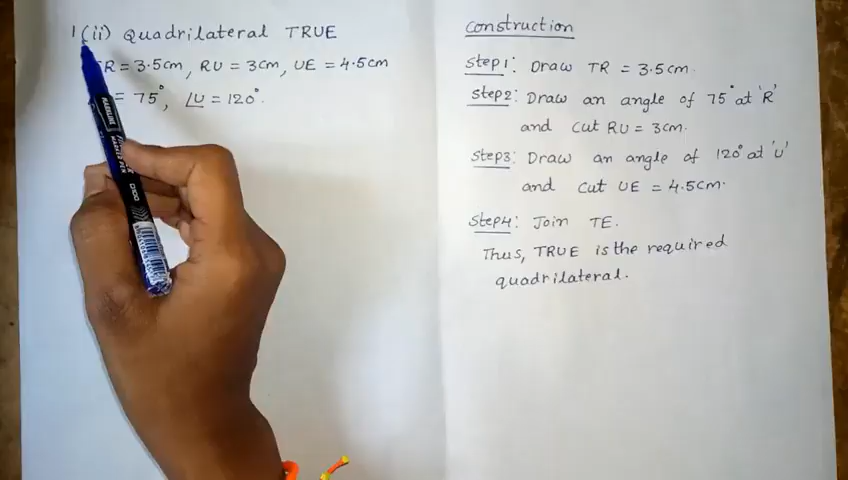 1(ii) Quadrilateral TRUE
TR = 3.5cm, RU = 3cm, UE = 4.5cm
= 75°, ∠U = 120°.
Construction
Step1: Draw TR = 3.5cm.
Step2: Draw an angle of 75° at 'R'
and cut RU = 3cm.
Step3: Draw an angle of 120° at 'U'
and cut UE = 4.5cm.
Step4: Join TE.
Thus, TRUE is the required
quadrilateral.